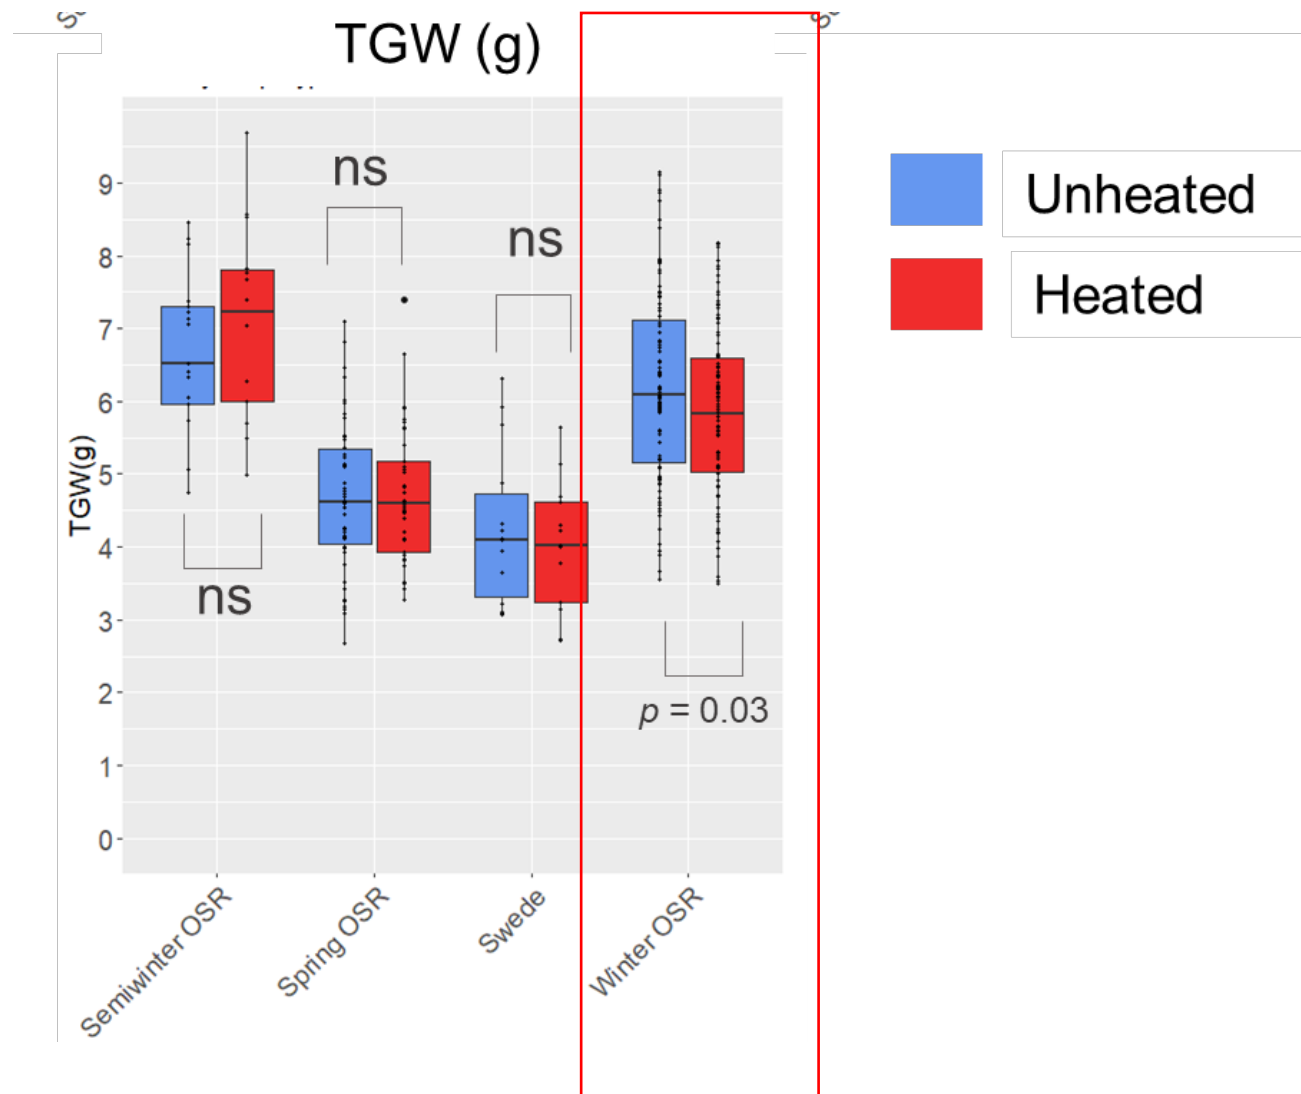 TGW (g)
ns
ns
ns
ns
p = 0.03
TGW(g)
9
8
7
6
5
4
3
2
1
0
Semiwinter OSR
Spring OSR
Swede
Winter OSR
Unheated
Heated